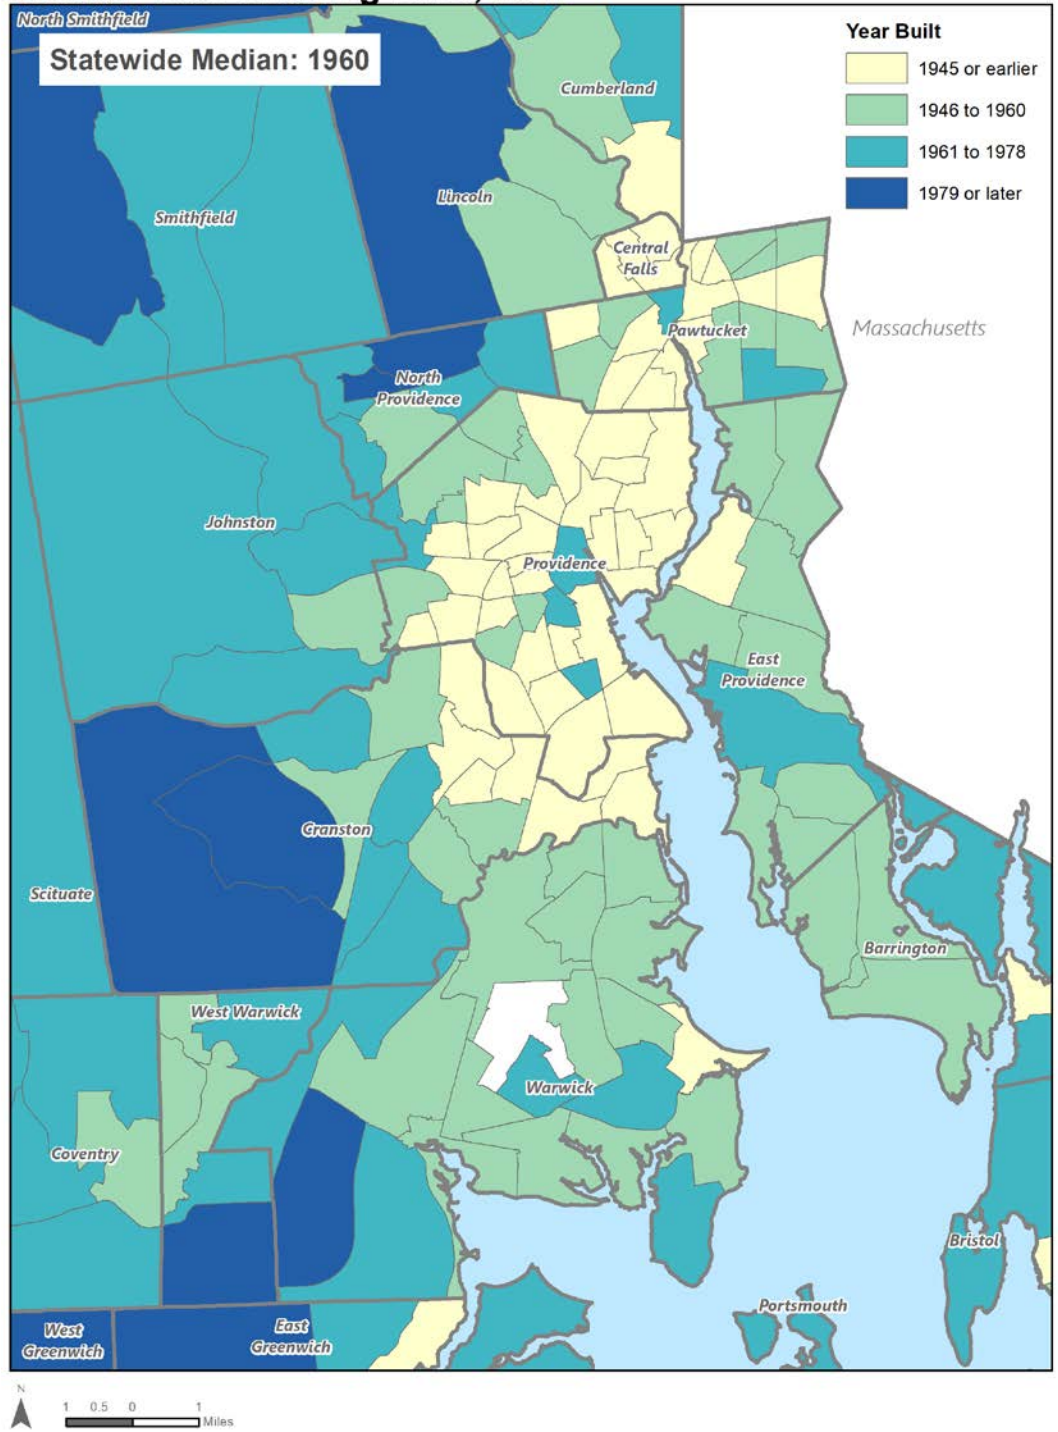 North Smithfield
Statewide Median: 1960
Year Built
1945 or earlier
1946 to 1960
1961 to 1978
1979 or later
Cumberland
Lincoln
Smithfield
Central
Falls
Pawtucket
Massachusetts
North
Providence
Johnston
Providence
East
Providence
Cranston
Scituate
Barrington
West Warwick
Warwick
Coventry
Bristol
Portsmouth
West
Greenwich
East
Greenwich
N
1 0.5 0 1
Miles